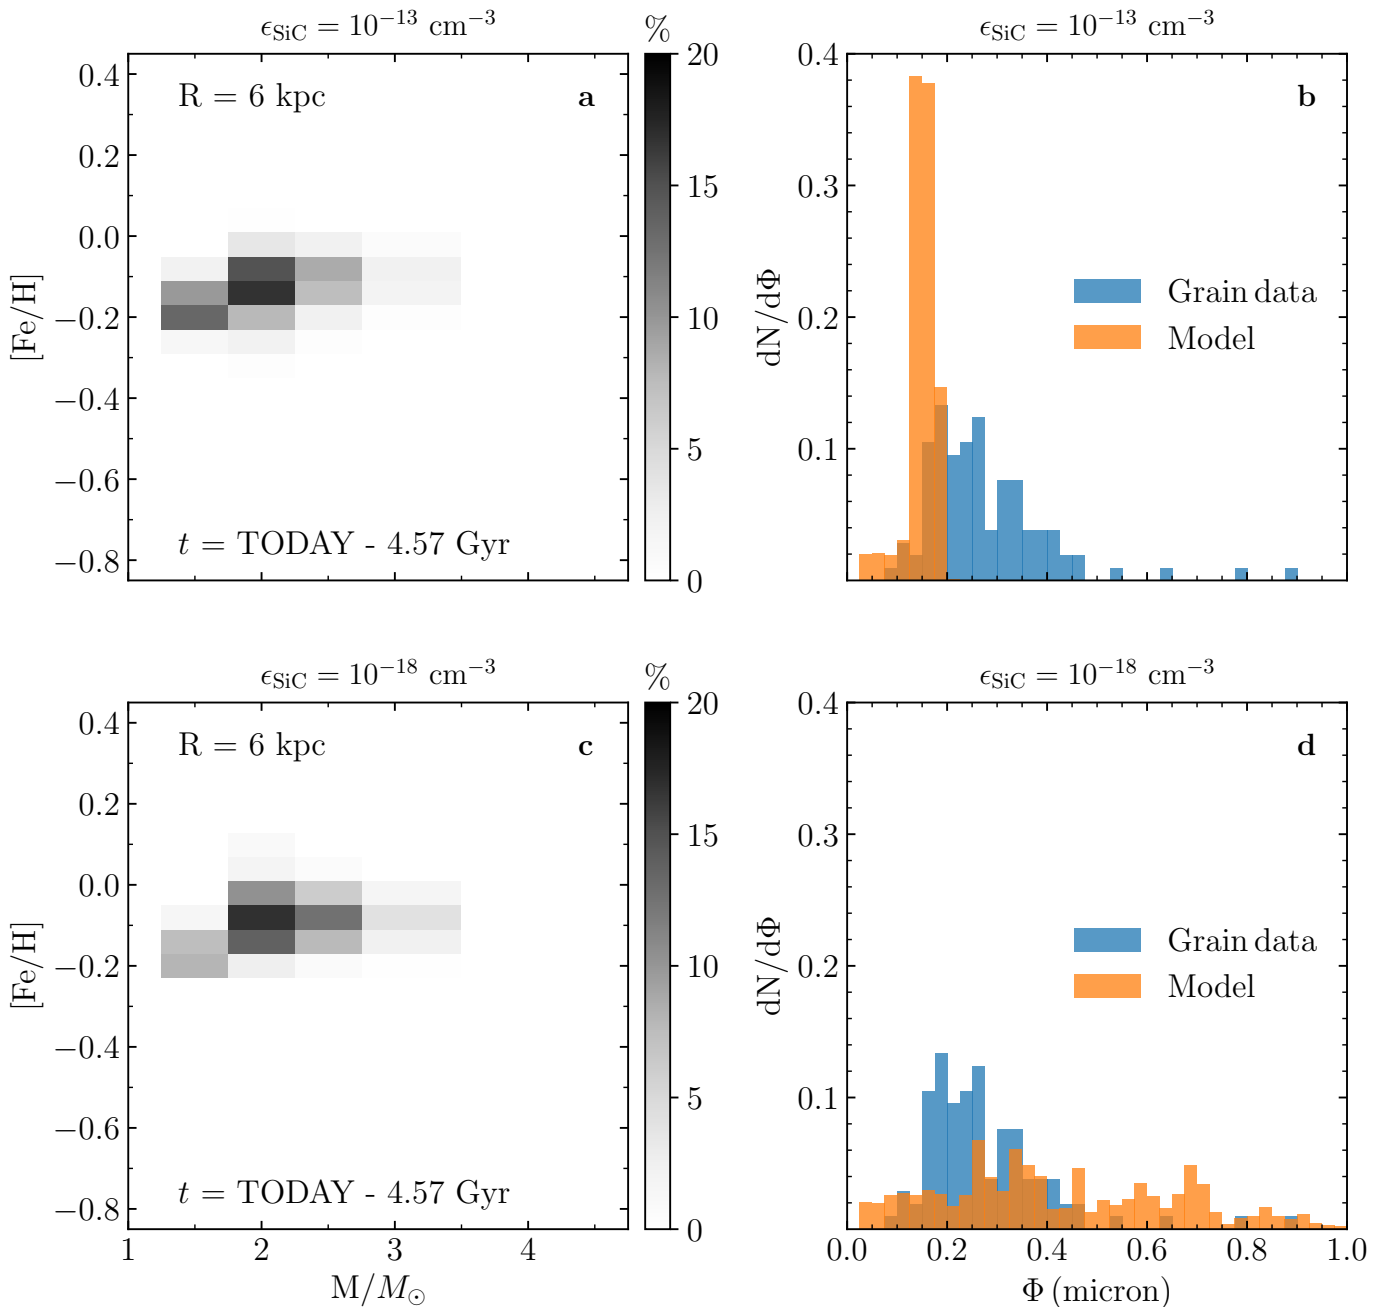 ϵ_SiC = 10⁻¹³ cm⁻³
%
ϵ_SiC = 10⁻¹³ cm⁻³
R = 6 kpc
a
b
0.4
0.2
0.0
−0.2
−0.4
−0.6
−0.8
[Fe/H]
t = TODAY - 4.57 Gyr
20
15
10
5
0
0.4
0.3
0.2
0.1
dN/dΦ
Grain data
Model
ϵ_SiC = 10⁻¹⁸ cm⁻³
%
ϵ_SiC = 10⁻¹⁸ cm⁻³
R = 6 kpc
c
d
0.4
0.2
0.0
−0.2
−0.4
−0.6
−0.8
[Fe/H]
t = TODAY - 4.57 Gyr
1 2 3 4
M/M⊙
20
15
10
5
0
0.4
0.3
0.2
0.1
dN/dΦ
Grain data
Model
0.0 0.2 0.4 0.6 0.8 1.0
Φ (micron)